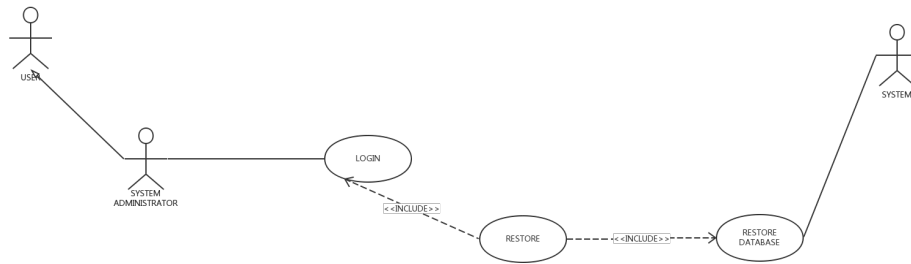 USER
SYSTEM
SYSTEM
ADMINISTRATOR
LOGIN
<<INCLUDE>>
RESTORE
<<INCLUDE>>
RESTORE
DATABASE